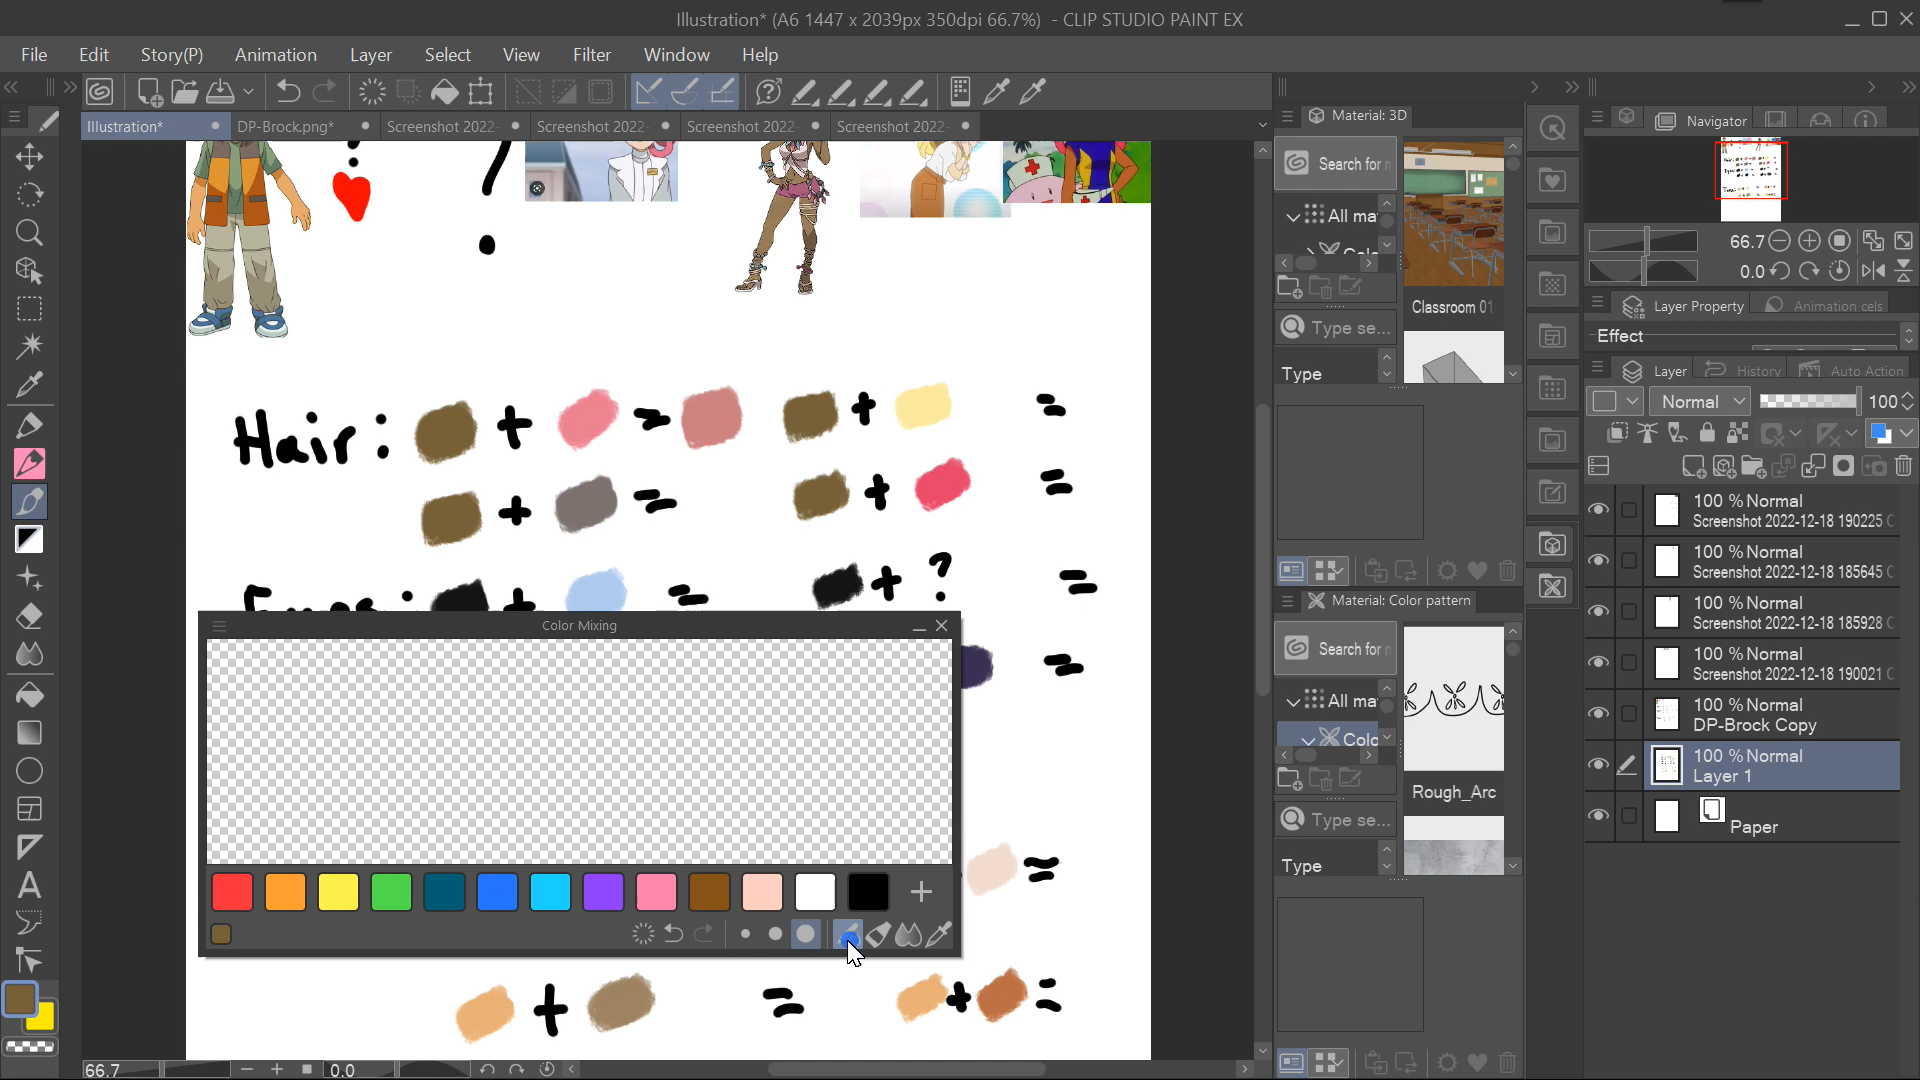 Illustration* (A6 1447 x 2039px 350dpi 66.7%) - CLIP STUDIO PAINT EX
File Edit Story(P) Animation Layer Select View Filter Window Help
Illustration* DP-Brock.png* Screenshot 2022- Screenshot 2022- Screenshot 2022- Screenshot 2022-
?
Hair: + = + =
+ = + =
+ = + ? =
=
Color Mixing
=
+ = + =
66.7 0.0
Material: 3D
Search for
All ma
Classroom 01
Type se...
Type
Material: Color pattern
Search for
All ma
Colo
Rough_Arc
Type se...
Type
Navigator
66.7
0.0
Layer Property Animation cels
Effect
Layer History Auto Action
Normal 100
100 % Normal
Screenshot 2022-12-18 190225 C
100 % Normal
Screenshot 2022-12-18 185645 C
100 % Normal
Screenshot 2022-12-18 185928 C
100 % Normal
Screenshot 2022-12-18 190021 C
100 % Normal
DP-Brock Copy
100 % Normal
Layer 1
Paper